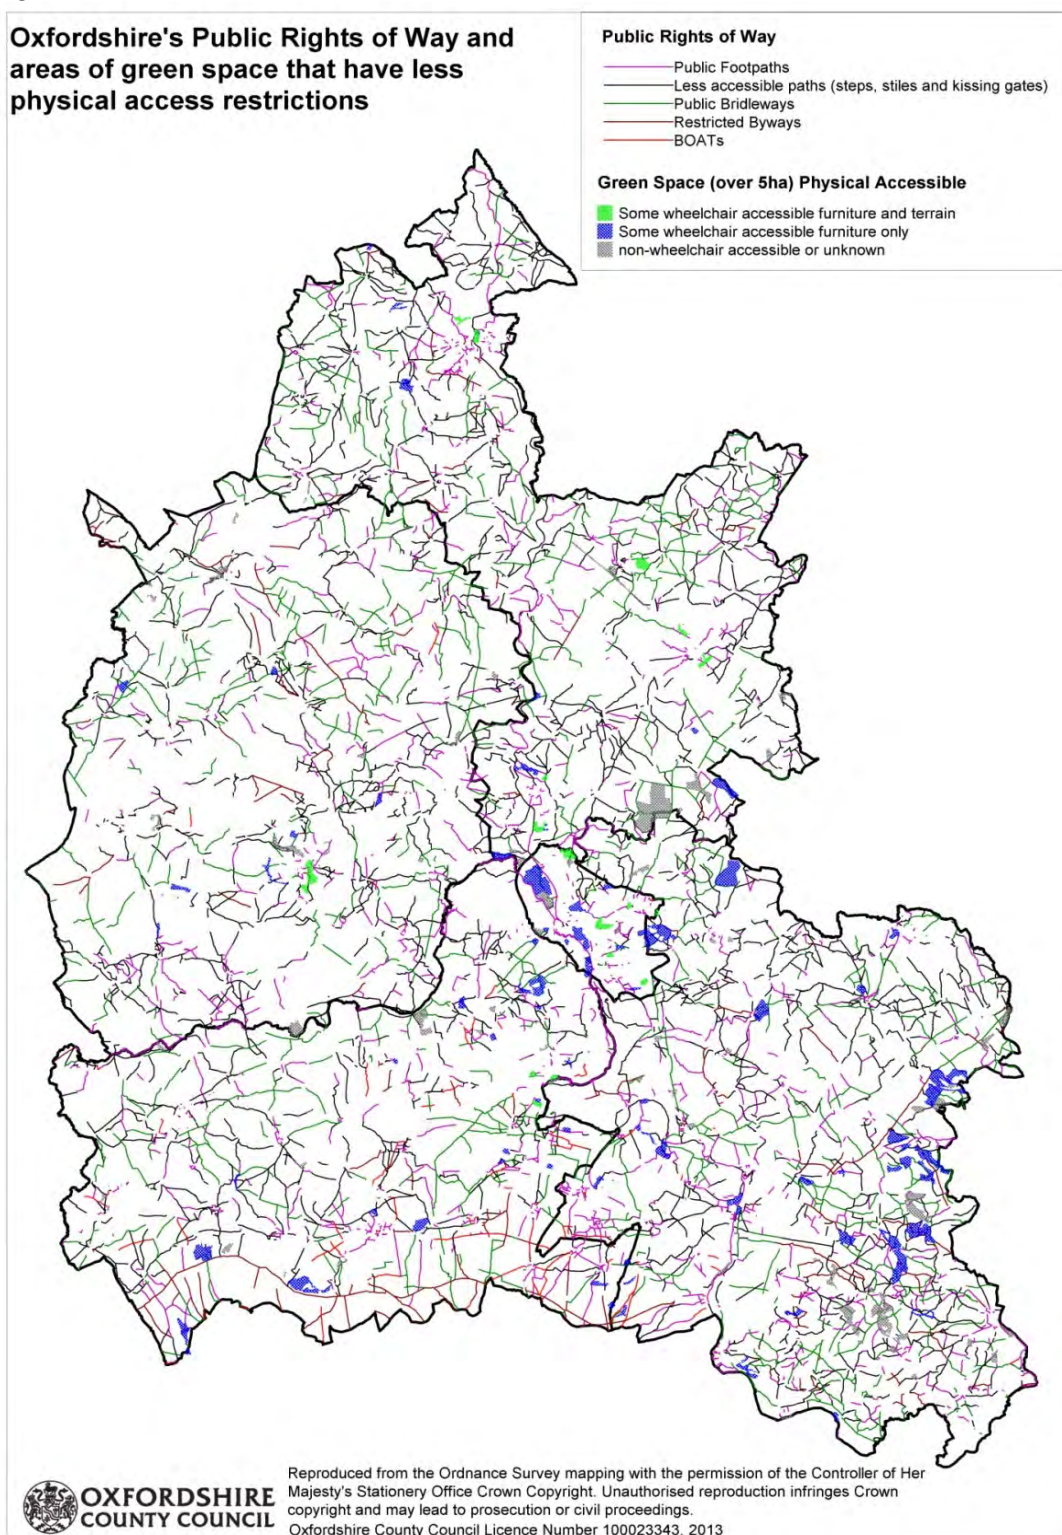 Oxfordshire's Public Rights of Way and
areas of green space that have less
physical access restrictions
Public Rights of Way
Public Footpaths
Less accessible paths (steps, stiles and kissing gates)
Public Bridleways
Restricted Byways
BOATs
Green Space (over 5ha) Physical Accessible
Some wheelchair accessible furniture and terrain
Some wheelchair accessible furniture only
non-wheelchair accessible or unknown
OXFORDSHIRE
COUNTY COUNCIL
Reproduced from the Ordnance Survey mapping with the permission of the Controller of Her
Majesty's Stationery Office Crown Copyright. Unauthorised reproduction infringes Crown
copyright and may lead to prosecution or civil proceedings.
Oxfordshire County Council Licence Number 100023343, 2013